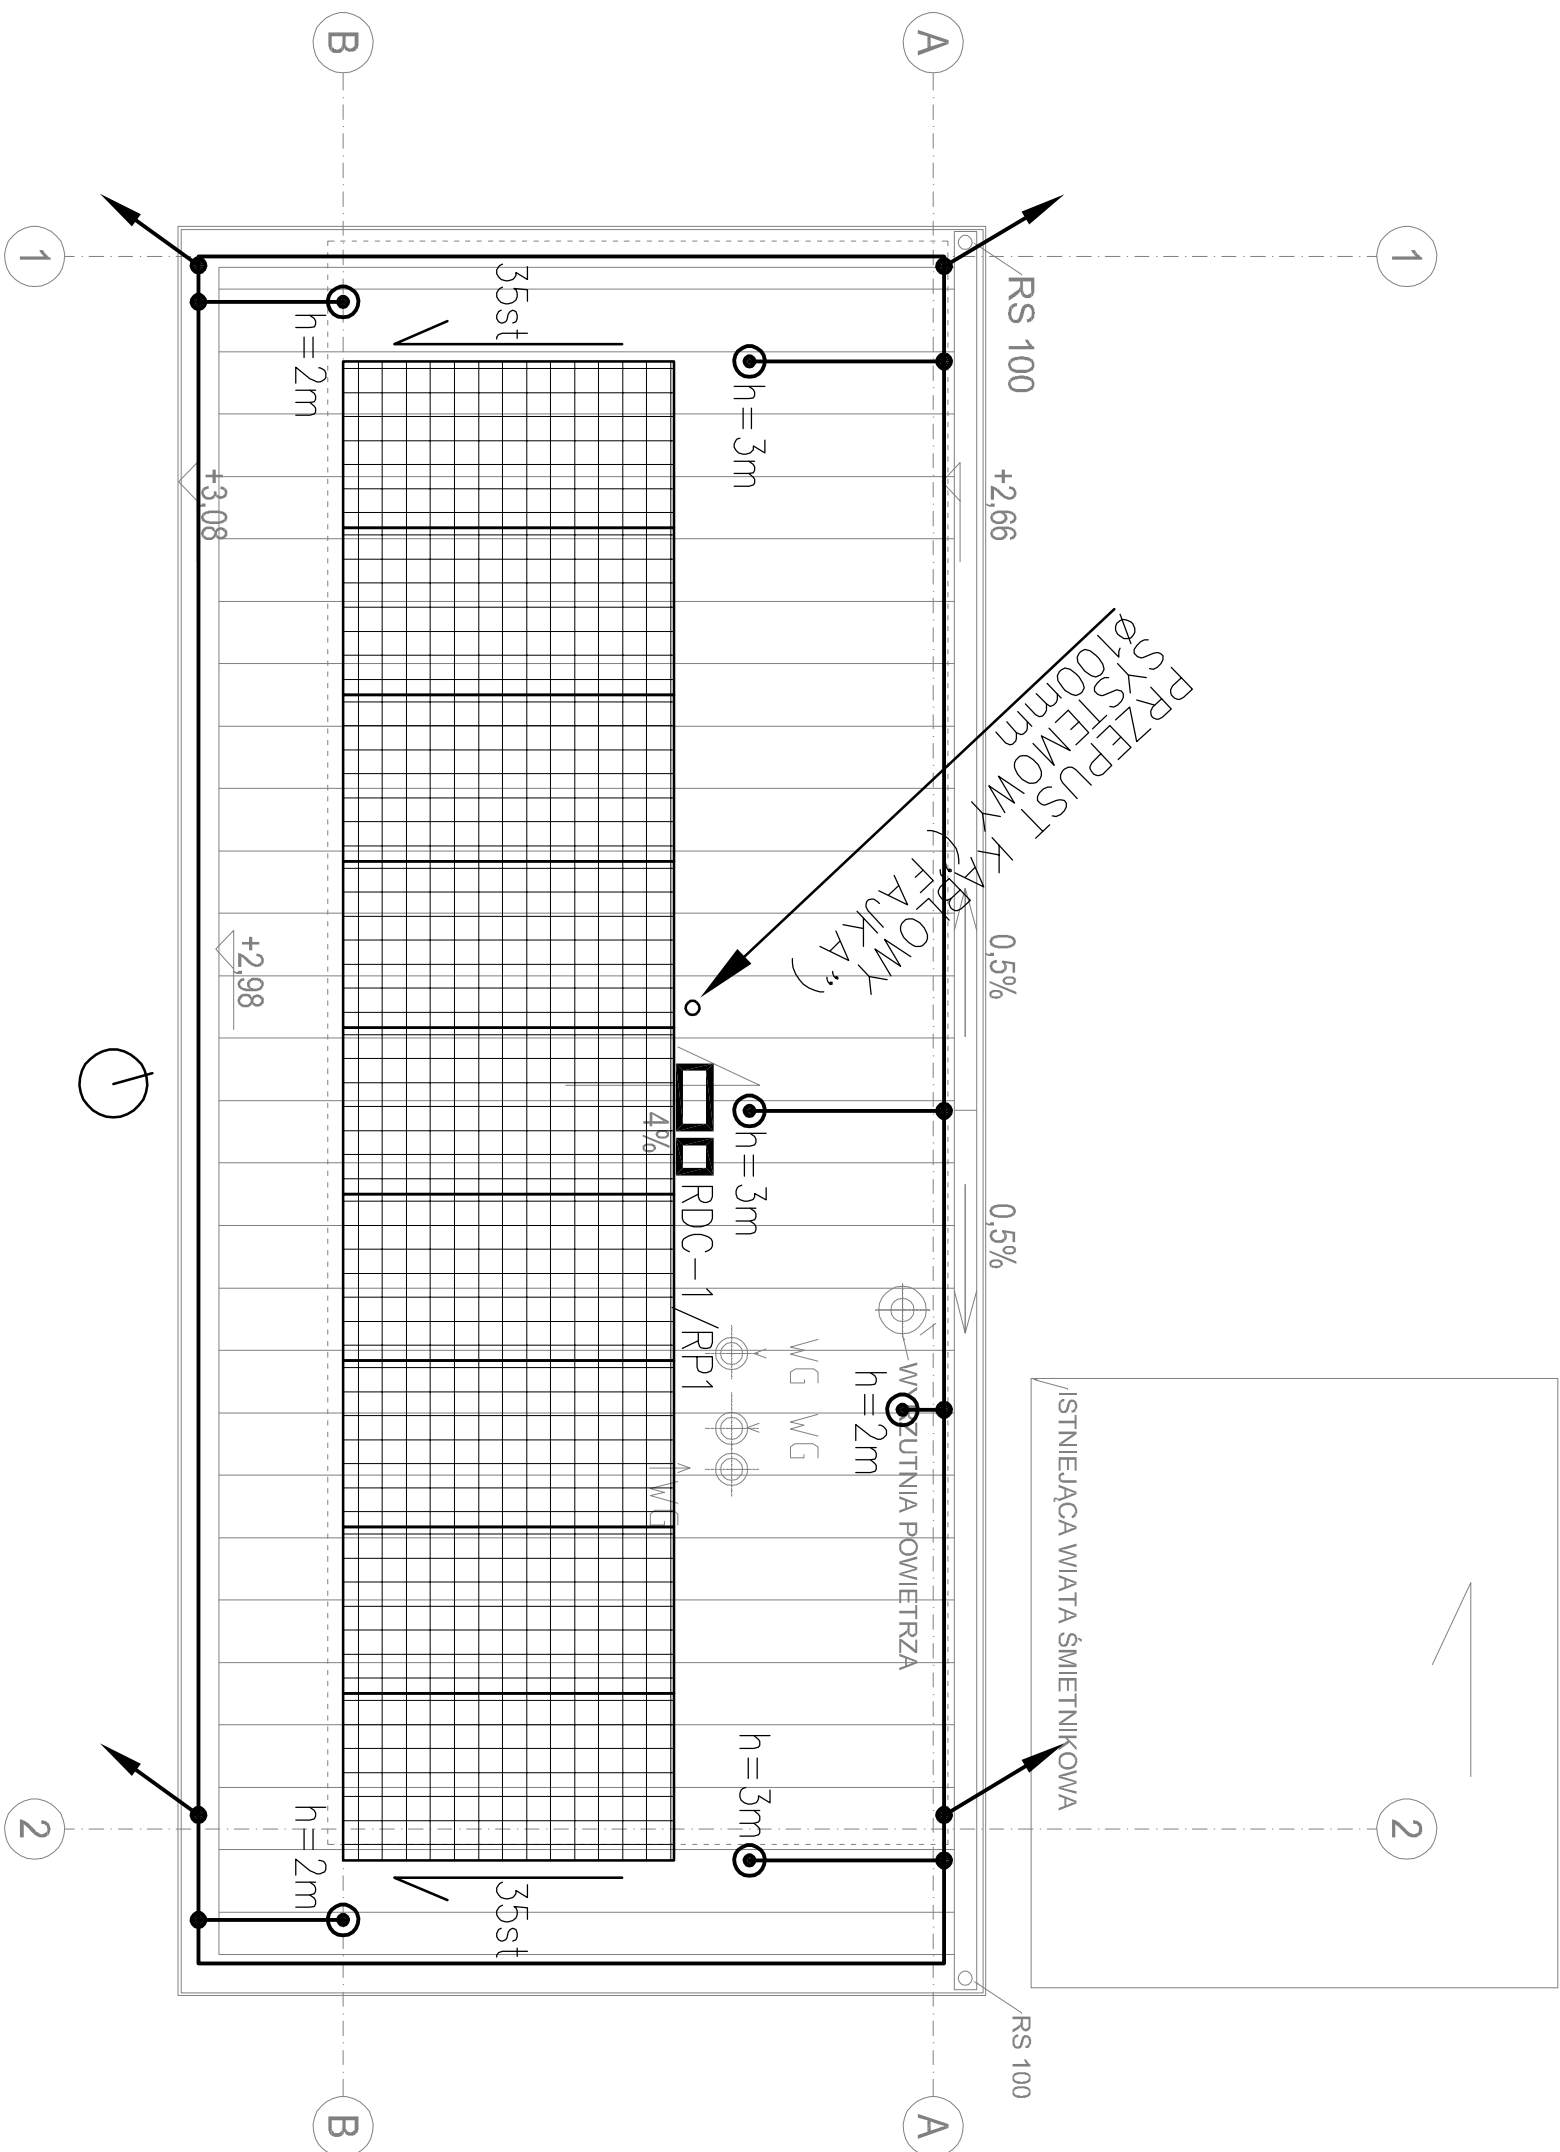 B
A
1
1
RS 100
35st
h=2m
h=3m
+3,08
+2,66
PRZEPUST KABLOWY
SYSTEMOWY („FAJKA”)
ø100mm
+2,98
0,5%
4%
h=3m
0,5%
RDC-1/RP1
WG
WG
WG
h=2m
WYRZUTNIA POWIETRZA
ISTNIEJĄCA WIATA ŚMIETNIKOWA
h=3m
h=2m
35st
2
2
RS 100
B
A